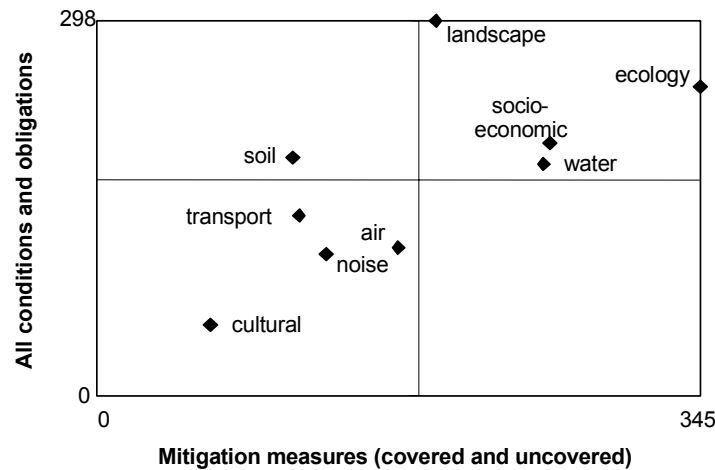 298
landscape
ecology
socio-
economic
soil
water
transport
air
noise
cultural
0
0
345
All conditions and obligations
Mitigation measures (covered and uncovered)